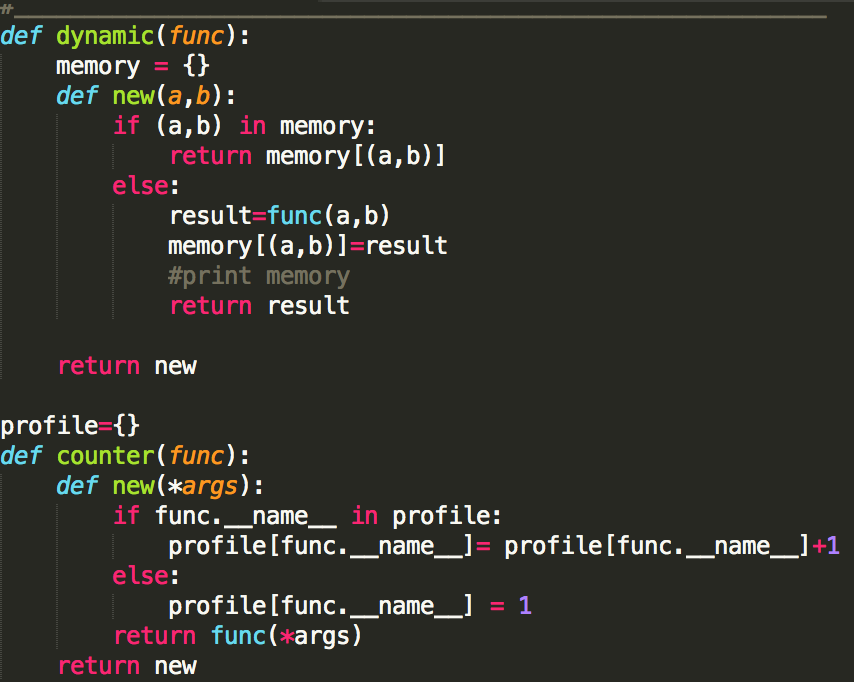 #
def dynamic(func):
    memory = {}
    def new(a,b):
        if (a,b) in memory:
            return memory[(a,b)]
        else:
            result=func(a,b)
            memory[(a,b)]=result
            #print memory
            return result

    return new

profile={}
def counter(func):
    def new(*args):
        if func.__name__ in profile:
            profile[func.__name__]= profile[func.__name__]+1
        else:
            profile[func.__name__] = 1
        return func(*args)
    return new